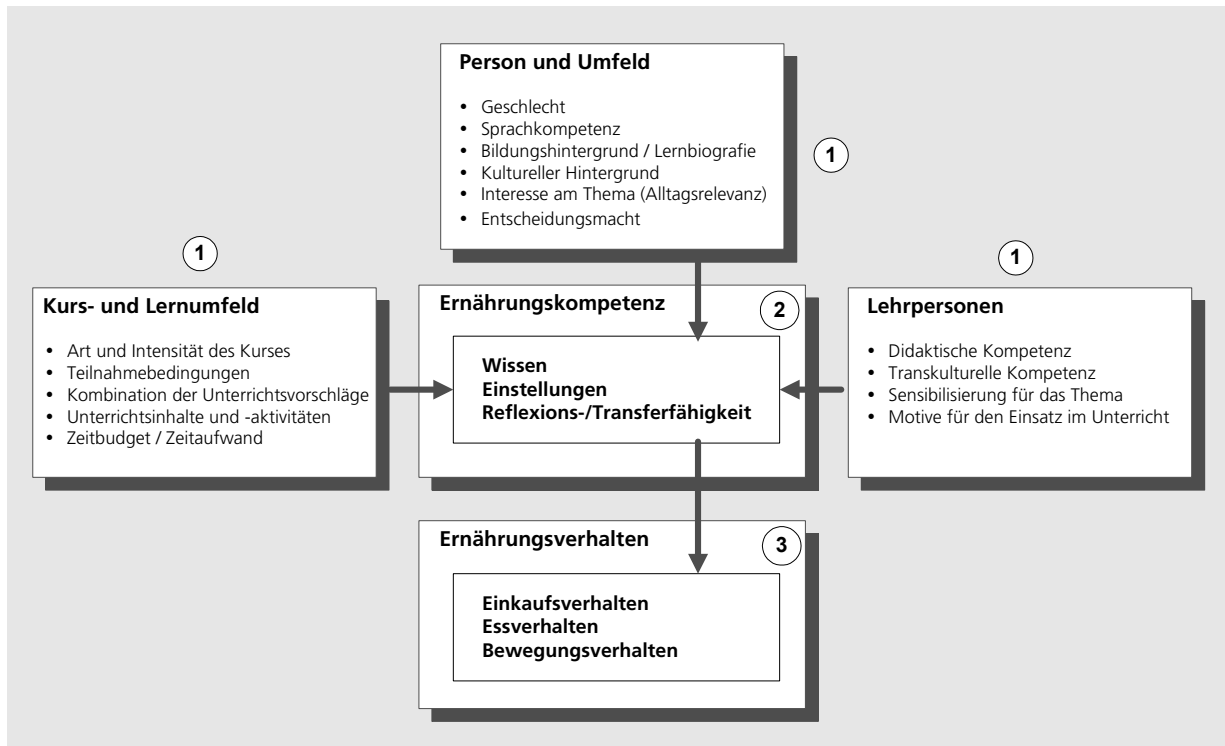 Person und Umfeld
• Geschlecht
• Sprachkompetenz
• Bildungshintergrund / Lernbiografie
• Kultureller Hintergrund
• Interesse am Thema (Alltagsrelevanz)
• Entscheidungsmacht
1
1
Kurs- und Lernumfeld
• Art und Intensität des Kurses
• Teilnahmebedingungen
• Kombination der Unterrichtsvorschläge
• Unterrichtsinhalte und -aktivitäten
• Zeitbudget / Zeitaufwand
Ernährungskompetenz
2
Wissen
Einstellungen
Reflexions-/Transferfähigkeit
1
Lehrpersonen
• Didaktische Kompetenz
• Transkulturelle Kompetenz
• Sensibilisierung für das Thema
• Motive für den Einsatz im Unterricht
Ernährungsverhalten
3
Einkaufsverhalten
Essverhalten
Bewegungsverhalten